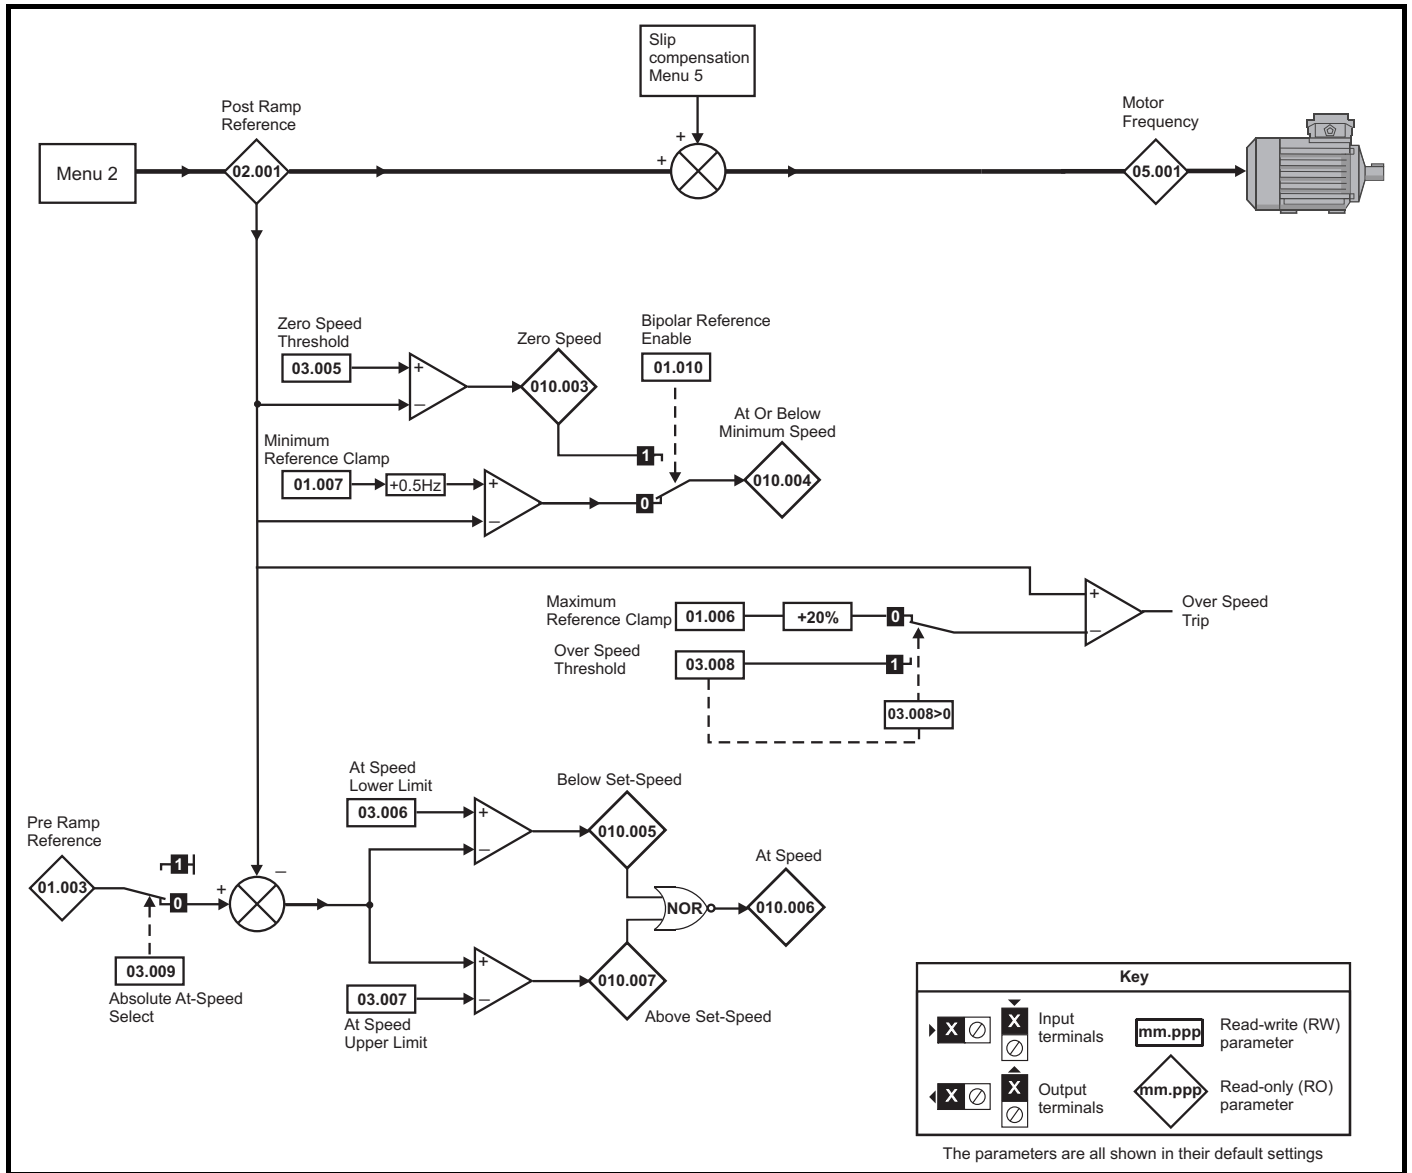 Slip
compensation
Menu 5
Post Ramp
Reference
Motor
Frequency
Menu 2
02.001
+
+
05.001
Zero Speed
Threshold
03.005
+
–
Zero Speed
010.003
Bipolar Reference
Enable
01.010
1
At Or Below
Minimum Speed
Minimum
Reference Clamp
01.007
+0.5Hz
+
–
0
010.004
Maximum
Reference Clamp
01.006
+20%
0
+
–
Over Speed
Trip
Over Speed
Threshold
03.008
1
03.008>0
At Speed
Lower Limit
03.006
+
–
Below Set-Speed
010.005
Pre Ramp
Reference
01.003
1
0
+
–
At Speed
NOR
010.006
03.009
Absolute At-Speed
Select
03.007
+
–
At Speed
Upper Limit
010.007
Above Set-Speed
Key
X
X
Input
terminals
mm.ppp
Read-write (RW)
parameter
X
X
Output
terminals
mm.ppp
Read-only (RO)
parameter
The parameters are all shown in their default settings